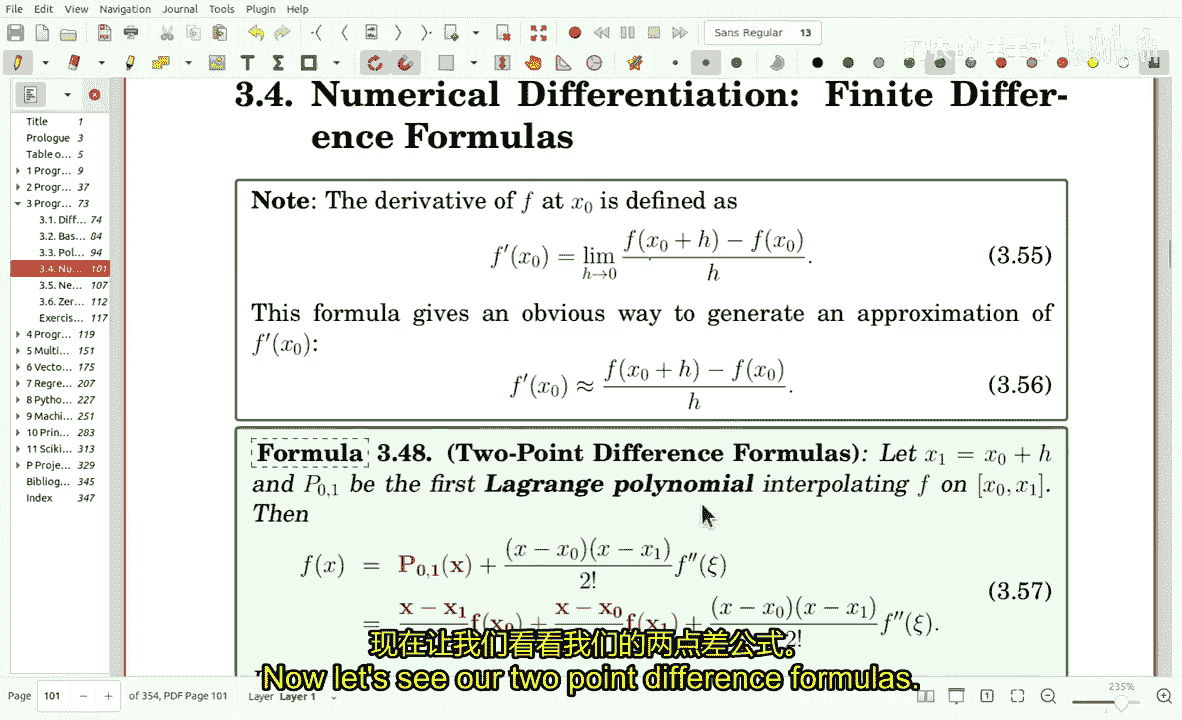 File Edit View Navigation Journal Tools Plugin Help
Sans Regular 13
Title 1
Prologue 3
Table o... 5
1 Progr... 9
2 Progr... 37
3 Progr... 73
3.1. Diff... 74
3.2. Bas... 84
3.3. Pol... 94
3.4. Nu... 101
3.5. Ne... 107
3.6. Zer... 112
Exercis... 117
4 Progr... 119
5 Multi... 151
6 Vecto... 175
7 Regre... 207
8 Pytho... 227
9 Machi... 251
10 Prin... 283
11 Sciki... 313
P Proje... 329
Bibliog... 345
Index 347
3.4. Numerical Differentiation: Finite Differ-
ence Formulas
Note: The derivative of f at x₀ is defined as
f′(x₀) = lim h→0 (f(x₀ + h) − f(x₀)) / h. (3.55)
This formula gives an obvious way to generate an approximation of
f′(x₀):
f′(x₀) ≈ (f(x₀ + h) − f(x₀)) / h. (3.56)
Formula 3.48. (Two-Point Difference Formulas): Let x₁ = x₀ + h
and P₀,₁ be the first Lagrange polynomial interpolating f on [x₀, x₁].
Then
f(x) = P₀,₁(x) + (x − x₀)(x − x₁) / 2! f″(ξ)
(3.57)
= x − x₁ f(x₀) + x − x₀ f(x₁) + (x − x₀)(x − x₁) / 2! f″(ξ).
现在让我们看看我们的两点差公式。
Now let's see our two point difference formulas.
Page 101 − + of 354, PDF Page 101 Layer Layer 1 235%